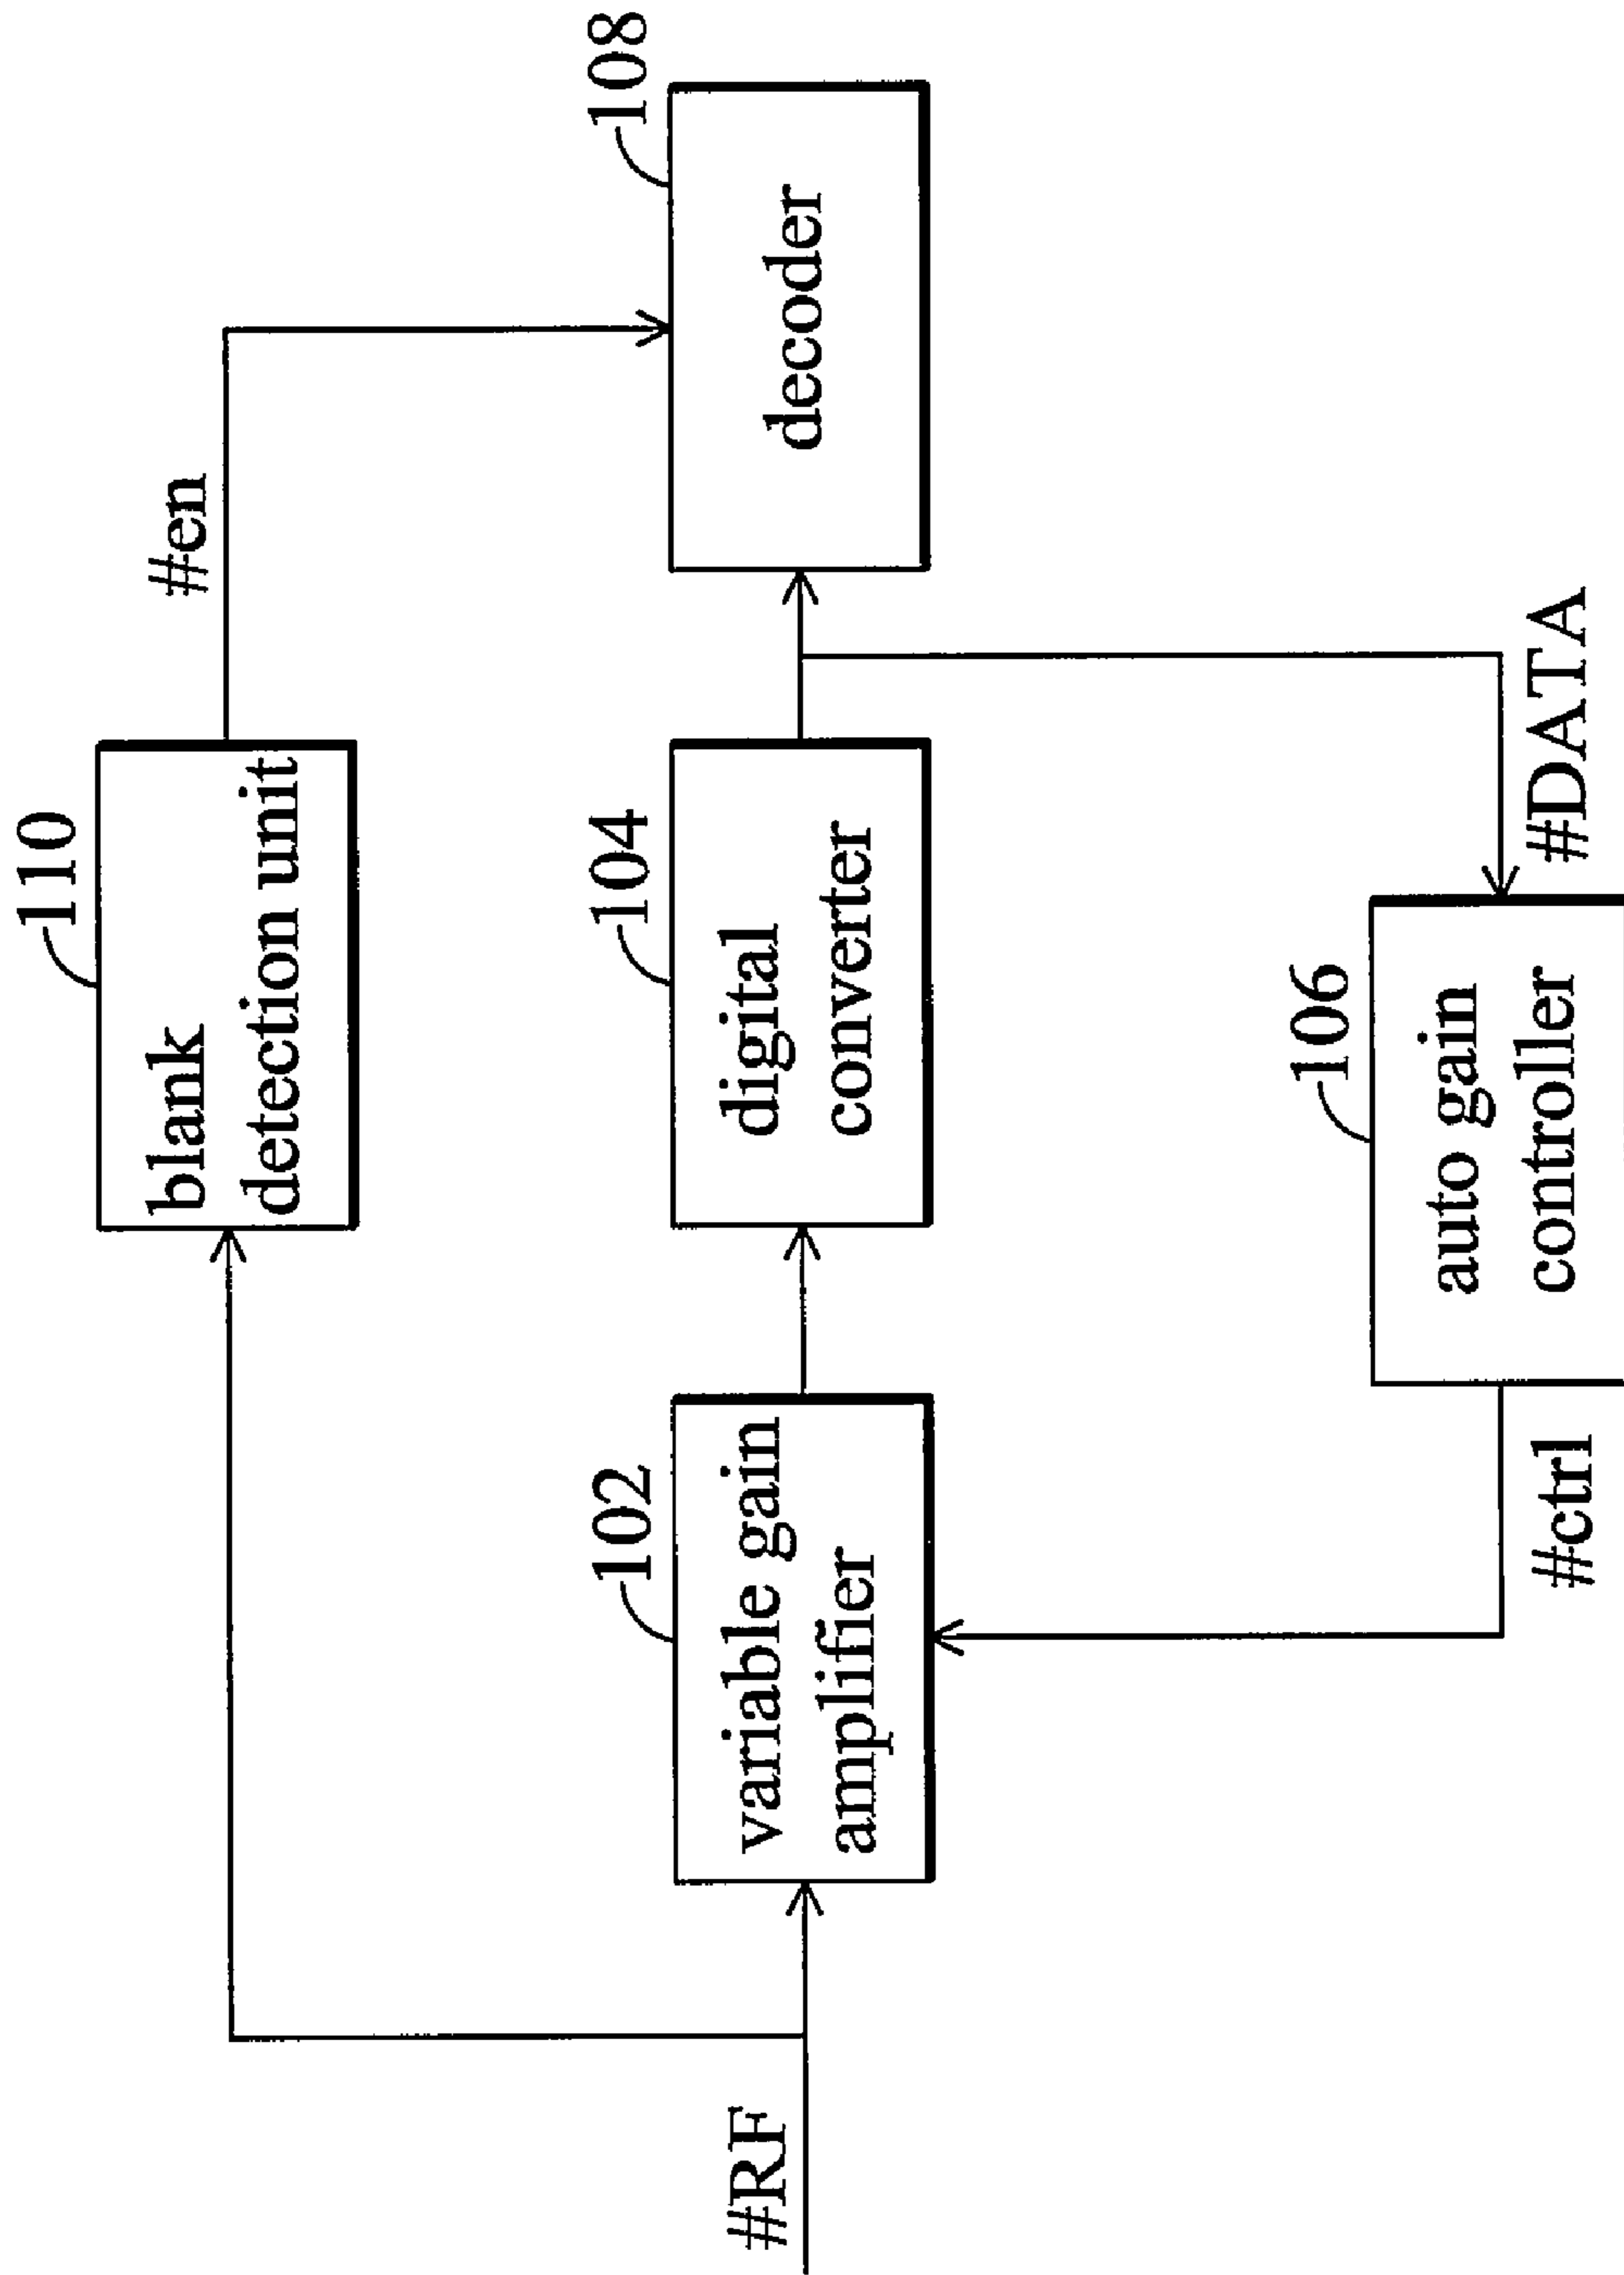 110
blank
detection unit
#en
#RF
102
variable gain
amplifier
104
digital
converter
108
decoder
106
auto gain
controller
#ctrl
#DATA